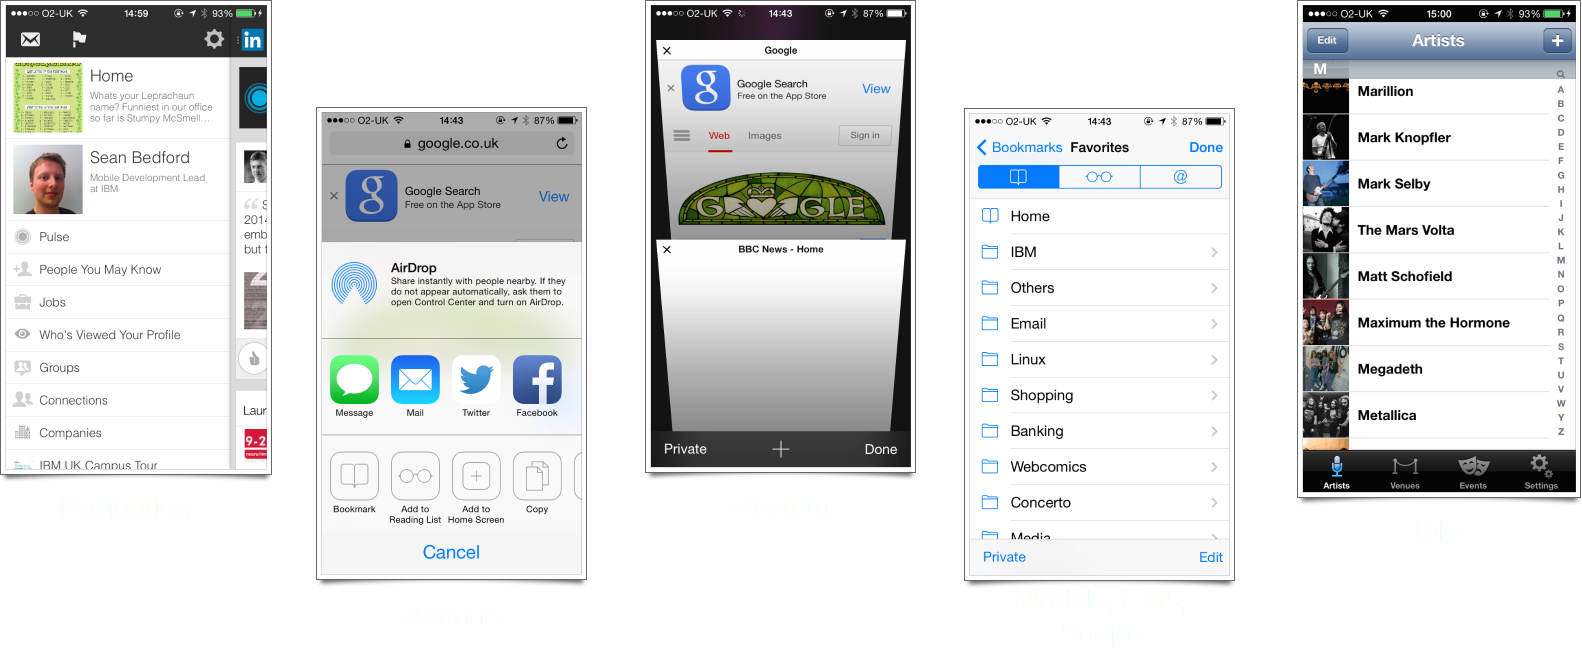 ●●●○○ O2-UK 14:59 93%
in
Home
Whats your Leprechaun
name? Funniest in our office
so far is Stumpy McSmell...
Sean Bedford
Mobile Development Lead
at IBM
Pulse
People You May Know
Jobs
Who's Viewed Your Profile
Groups
Connections
Companies
IBM UK Campus Tour
S
2014
emb
but f
Laur
9-2
●●●○○ O2-UK 14:43 87%
google.co.uk
Google Search
Free on the App Store
View
AirDrop
Share instantly with people nearby. If they
do not appear automatically, ask them to
open Control Center and turn on AirDrop.
Message Mail Twitter Facebook
Bookmark Add to Reading List Add to Home Screen Copy
Cancel
●●●○○ O2-UK 14:43 87%
Google
Google Search
Free on the App Store
View
Web Images Sign in
GOOGLE
BBC News - Home
Private + Done
●●●○○ O2-UK 14:43 87%
Bookmarks Favorites Done
@
Home
IBM
Others
Email
Linux
Shopping
Banking
Webcomics
Concerto
Media
Private Edit
●●●○○ O2-UK 15:00 93%
Edit Artists +
M
Marillion
Mark Knopfler
Mark Selby
The Mars Volta
Matt Schofield
Maximum the Hormone
Megadeth
Metallica
A
B
C
D
E
F
G
H
I
J
K
L
M
N
O
P
Q
R
S
T
U
V
W
Y
Z
Artists Venues Events Settings